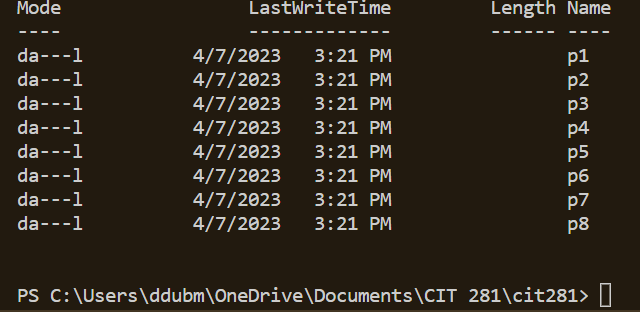 Mode                 LastWriteTime         Length Name
----                 -------------         ------ ----
da---l          4/7/2023   3:21 PM                p1
da---l          4/7/2023   3:21 PM                p2
da---l          4/7/2023   3:21 PM                p3
da---l          4/7/2023   3:21 PM                p4
da---l          4/7/2023   3:21 PM                p5
da---l          4/7/2023   3:21 PM                p6
da---l          4/7/2023   3:21 PM                p7
da---l          4/7/2023   3:21 PM                p8
PS C:\Users\ddubm\OneDrive\Documents\CIT 281\cit281>